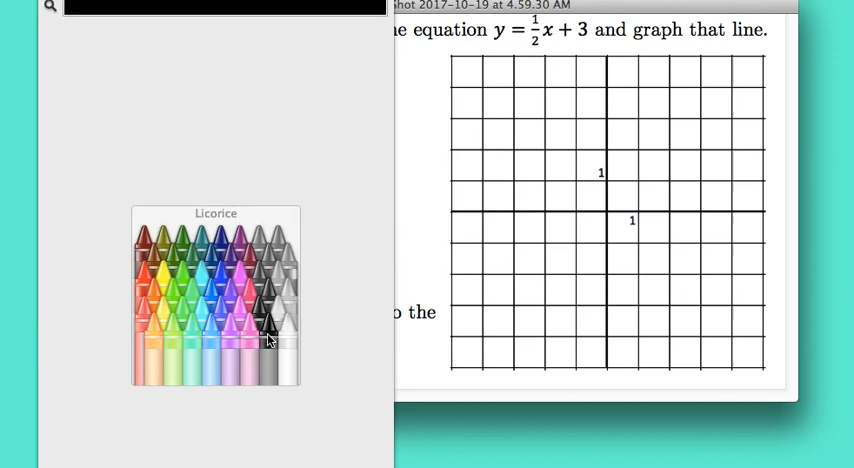 Shot 2017-10-19 at 4.59.30 AM
equation y = 1/2 x + 3 and graph that line.
Licorice
1
1
o the